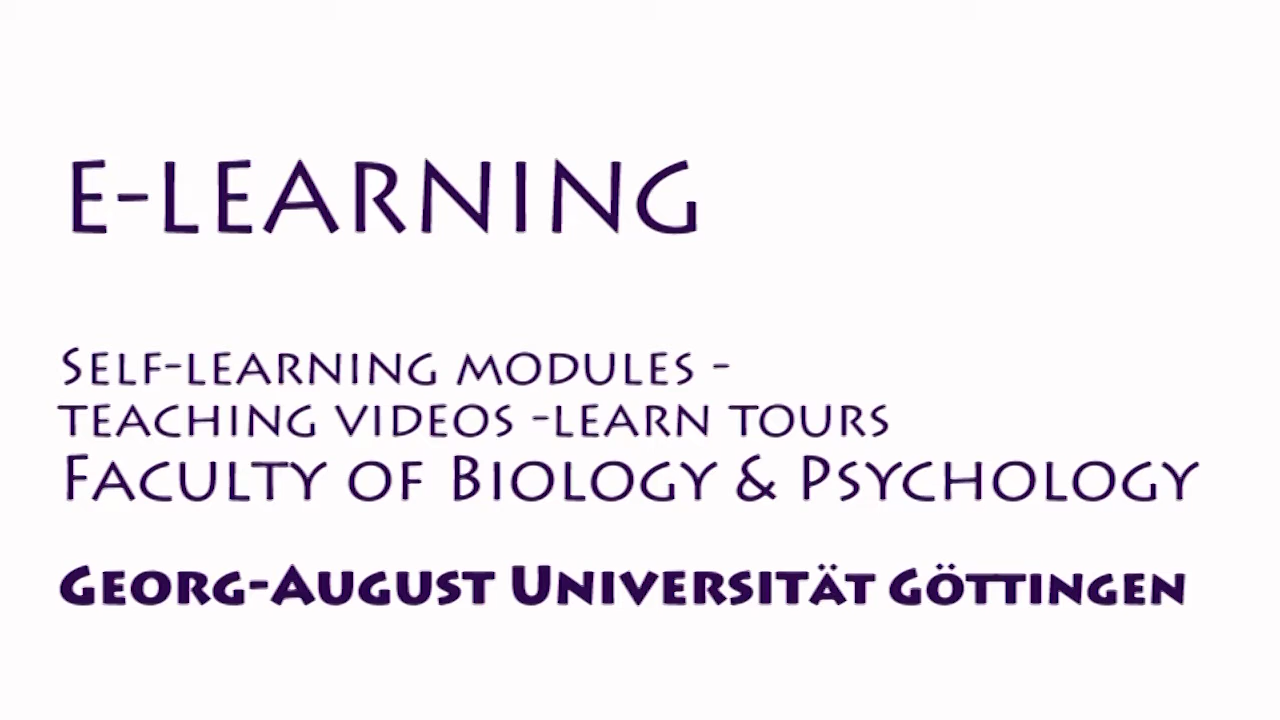 E-LEARNING
SELF-LEARNING MODULES -
TEACHING VIDEOS -LEARN TOURS
FACULTY OF BIOLOGY & PSYCHOLOGY
GEORG-AUGUST UNIVERSITÄT GÖTTINGEN